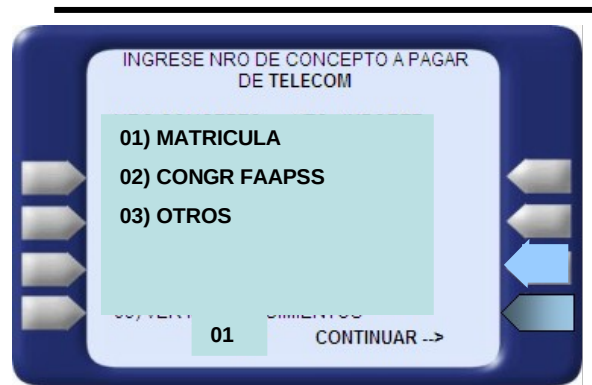 INGRESE NRO DE CONCEPTO A PAGAR
DE TELECOM
01) MATRICULA
02) CONGR FAAPSS
03) OTROS
01
CONTINUAR -->